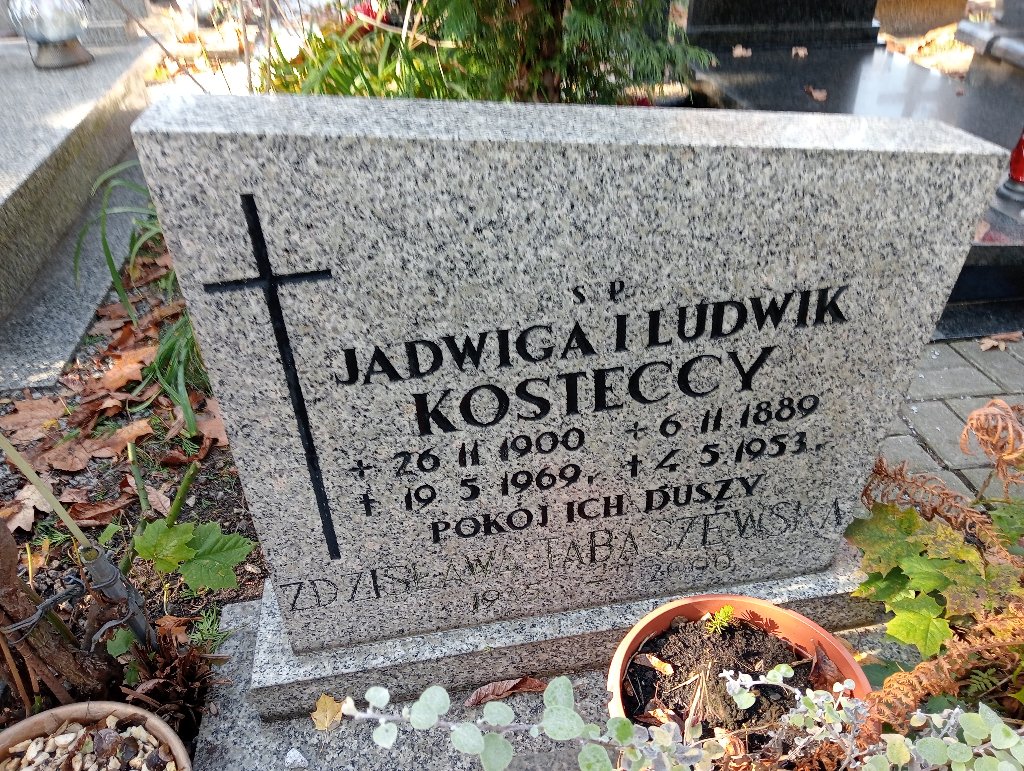 S P.
JADWIGA I LUDWIK
KOSTECCY
+ 26 II 1900 + 6 II 1889
+ 19 5 1969 r. + 4 5. 1953 r.
POKÓJ ICH DUSZY
ZDZISŁAWA TABASZEWSKA